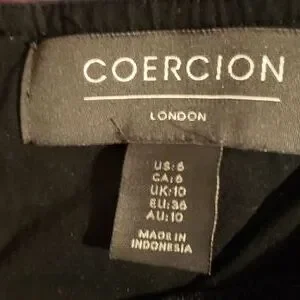 COERCION
LONDON
US: 6
CA: 6
UK: 10
EU: 36
AU: 10
MADE IN
INDONESIA